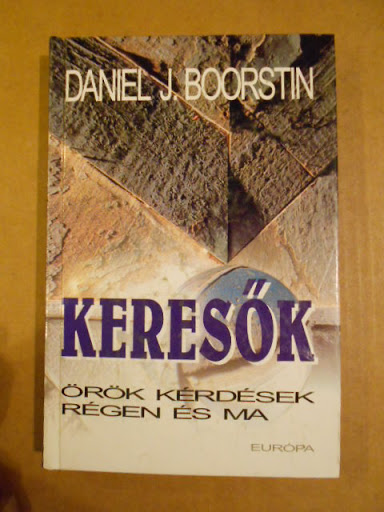 DANIEL J. BOORSTIN
KERESŐK
ÖRÖK KÉRDÉSEK
RÉGEN ÉS MA
EURÓPA